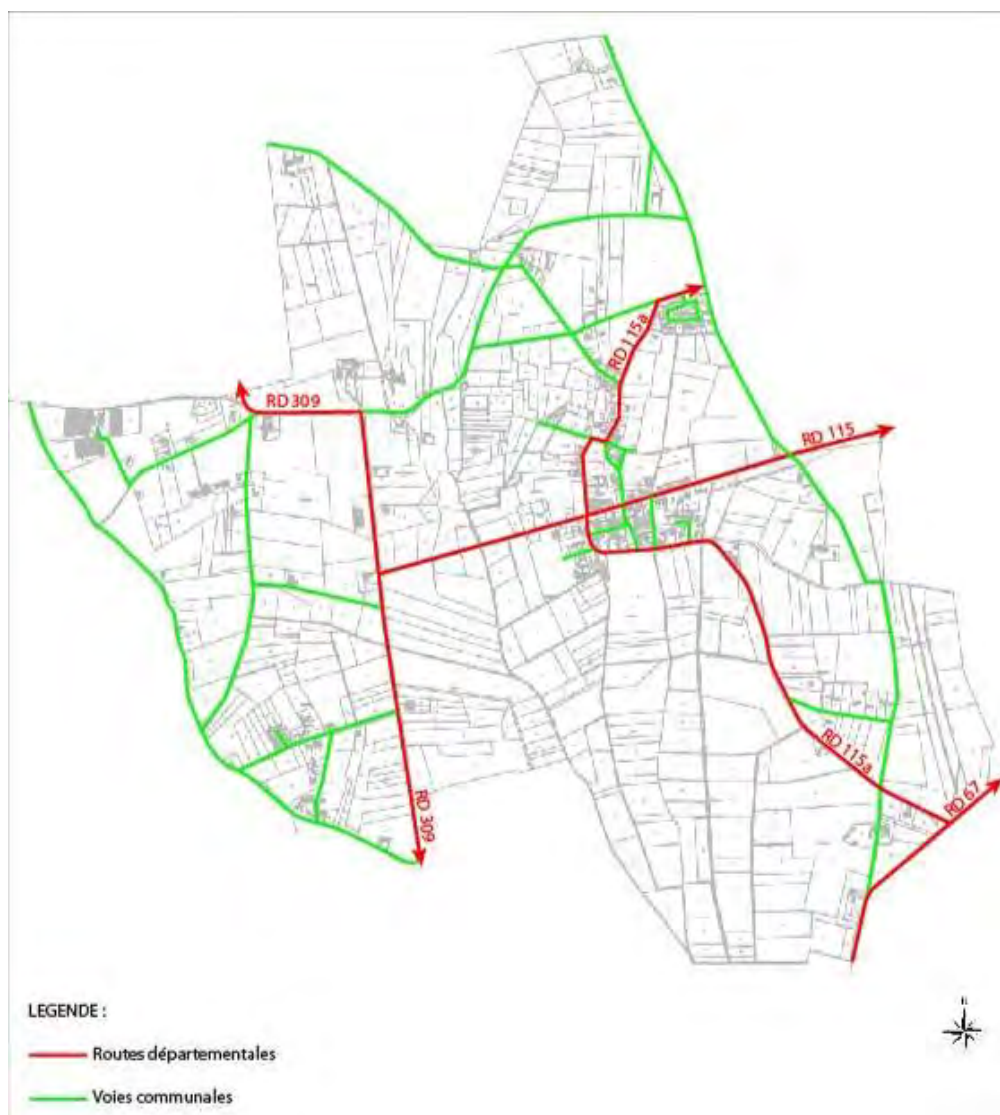 RD 115a
RD 309
RD 115
RD 115a
RD 67
RD 309
LEGENDE :
Routes départementales
Voies communales